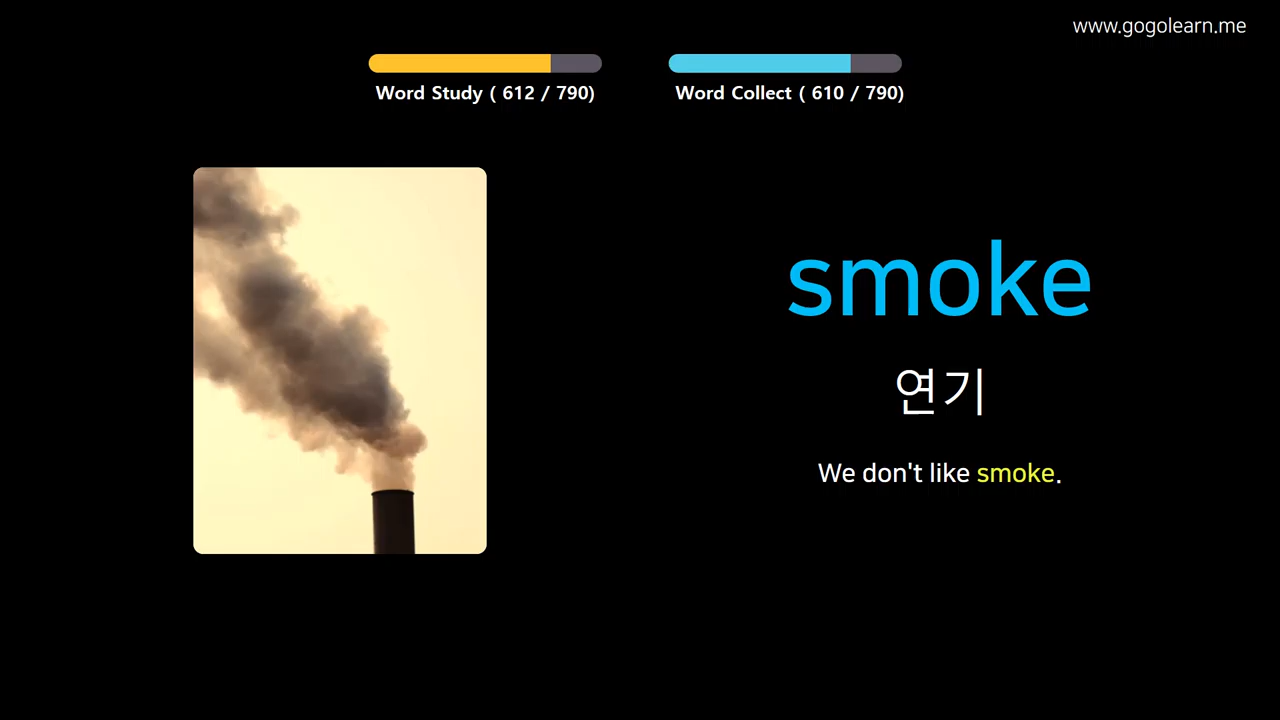 www.gogolearn.me
Word Study ( 612 / 790)
Word Collect ( 610 / 790)
smoke
연기
We don't like smoke.